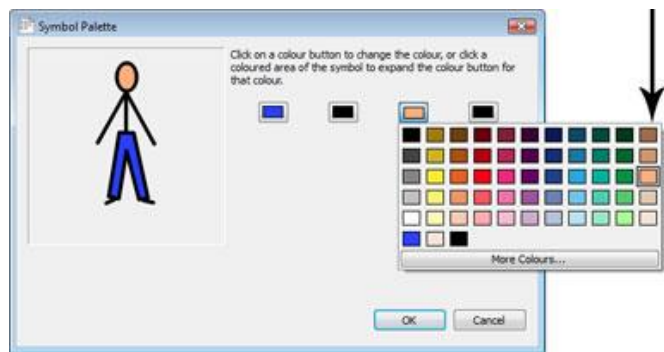 Symbol Palette
Click on a colour button to change the colour, or click a
coloured area of the symbol to expand the colour button for
that colour.
More Colours...
OK
Cancel